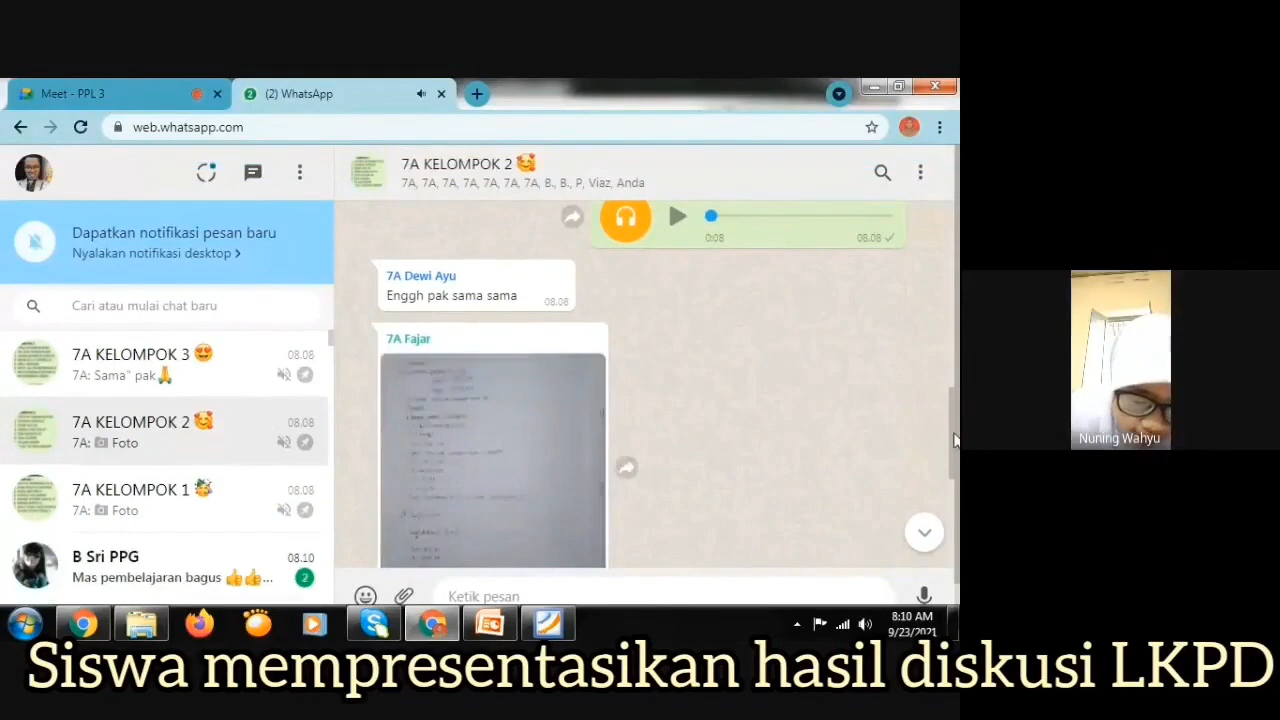 Meet - PPL 3
(2) WhatsApp
web.whatsapp.com
7A KELOMPOK 2
7A, 7A, 7A, 7A, 7A, 7A, 7A, B., B., P, Viaz, Anda
Dapatkan notifikasi pesan baru
Nyalakan notifikasi desktop
0:08
08.08
Cari atau mulai chat baru
7A Dewi Ayu
Enggh pak sama sama
08.08
7A KELOMPOK 3
08.08
7A: Sama" pak
7A Fajar
7A KELOMPOK 2
08.08
7A: Foto
7A KELOMPOK 1
08.08
7A: Foto
B Sri PPG
08.10
Mas pembelajaran bagus ...
2
Ketik pesan
Nuning Wahyu
8:10 AM
9/23/2021
Siswa mempresentasikan hasil diskusi LKPD